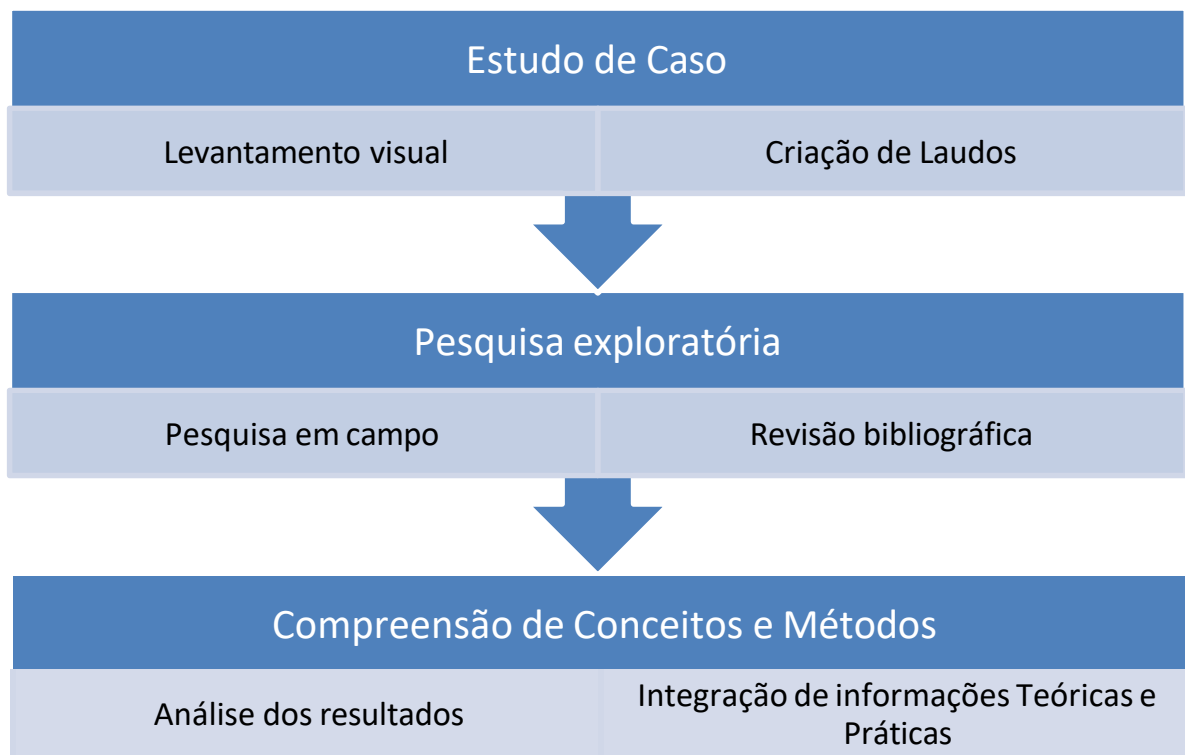 Estudo de Caso
Levantamento visual
Criação de Laudos
Pesquisa exploratória
Pesquisa em campo
Revisão bibliográfica
Compreensão de Conceitos e Métodos
Análise dos resultados
Integração de informações Teóricas e
Práticas